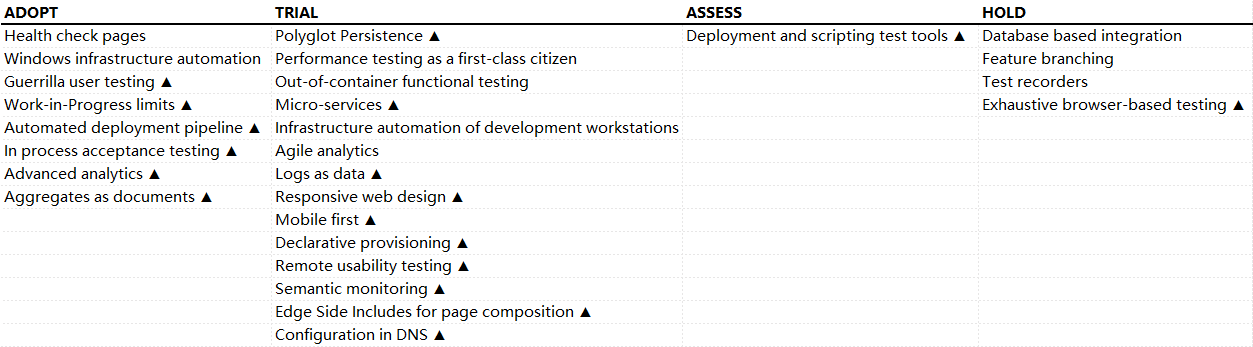 ADOPT TRIAL ASSESS HOLD
Health check pages Polyglot Persistence ▲ Deployment and scripting test tools ▲ Database based integration
Windows infrastructure automation Performance testing as a first-class citizen Feature branching
Guerrilla user testing ▲ Out-of-container functional testing Test recorders
Work-in-Progress limits ▲ Micro-services ▲ Exhaustive browser-based testing ▲
Automated deployment pipeline ▲ Infrastructure automation of development workstations
In process acceptance testing ▲ Agile analytics
Advanced analytics ▲ Logs as data ▲
Aggregates as documents ▲ Responsive web design ▲
Mobile first ▲
Declarative provisioning ▲
Remote usability testing ▲
Semantic monitoring ▲
Edge Side Includes for page composition ▲
Configuration in DNS ▲